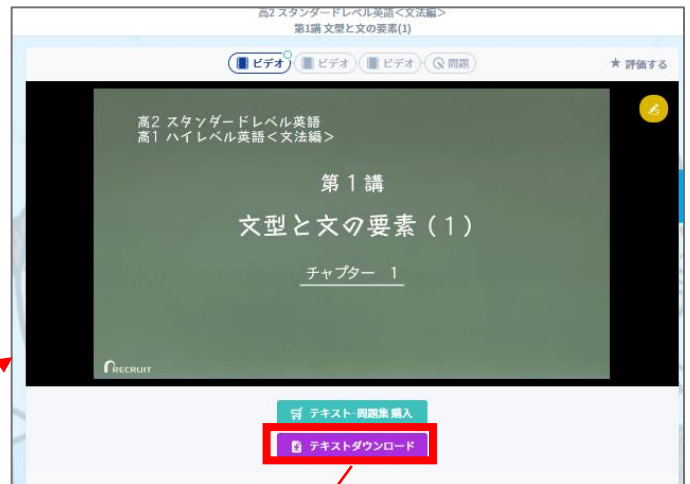 高2 スタンダードレベル英語<文法編>
第1講 文型と文の要素(1)
ビデオ ビデオ ビデオ 問題
★ 評価する
高2 スタンダードレベル英語
高1 ハイレベル英語<文法編>
第1講
文型と文の要素(1)
チャプター 1
RECRUIT
テキスト・問題集 購入
テキストダウンロード